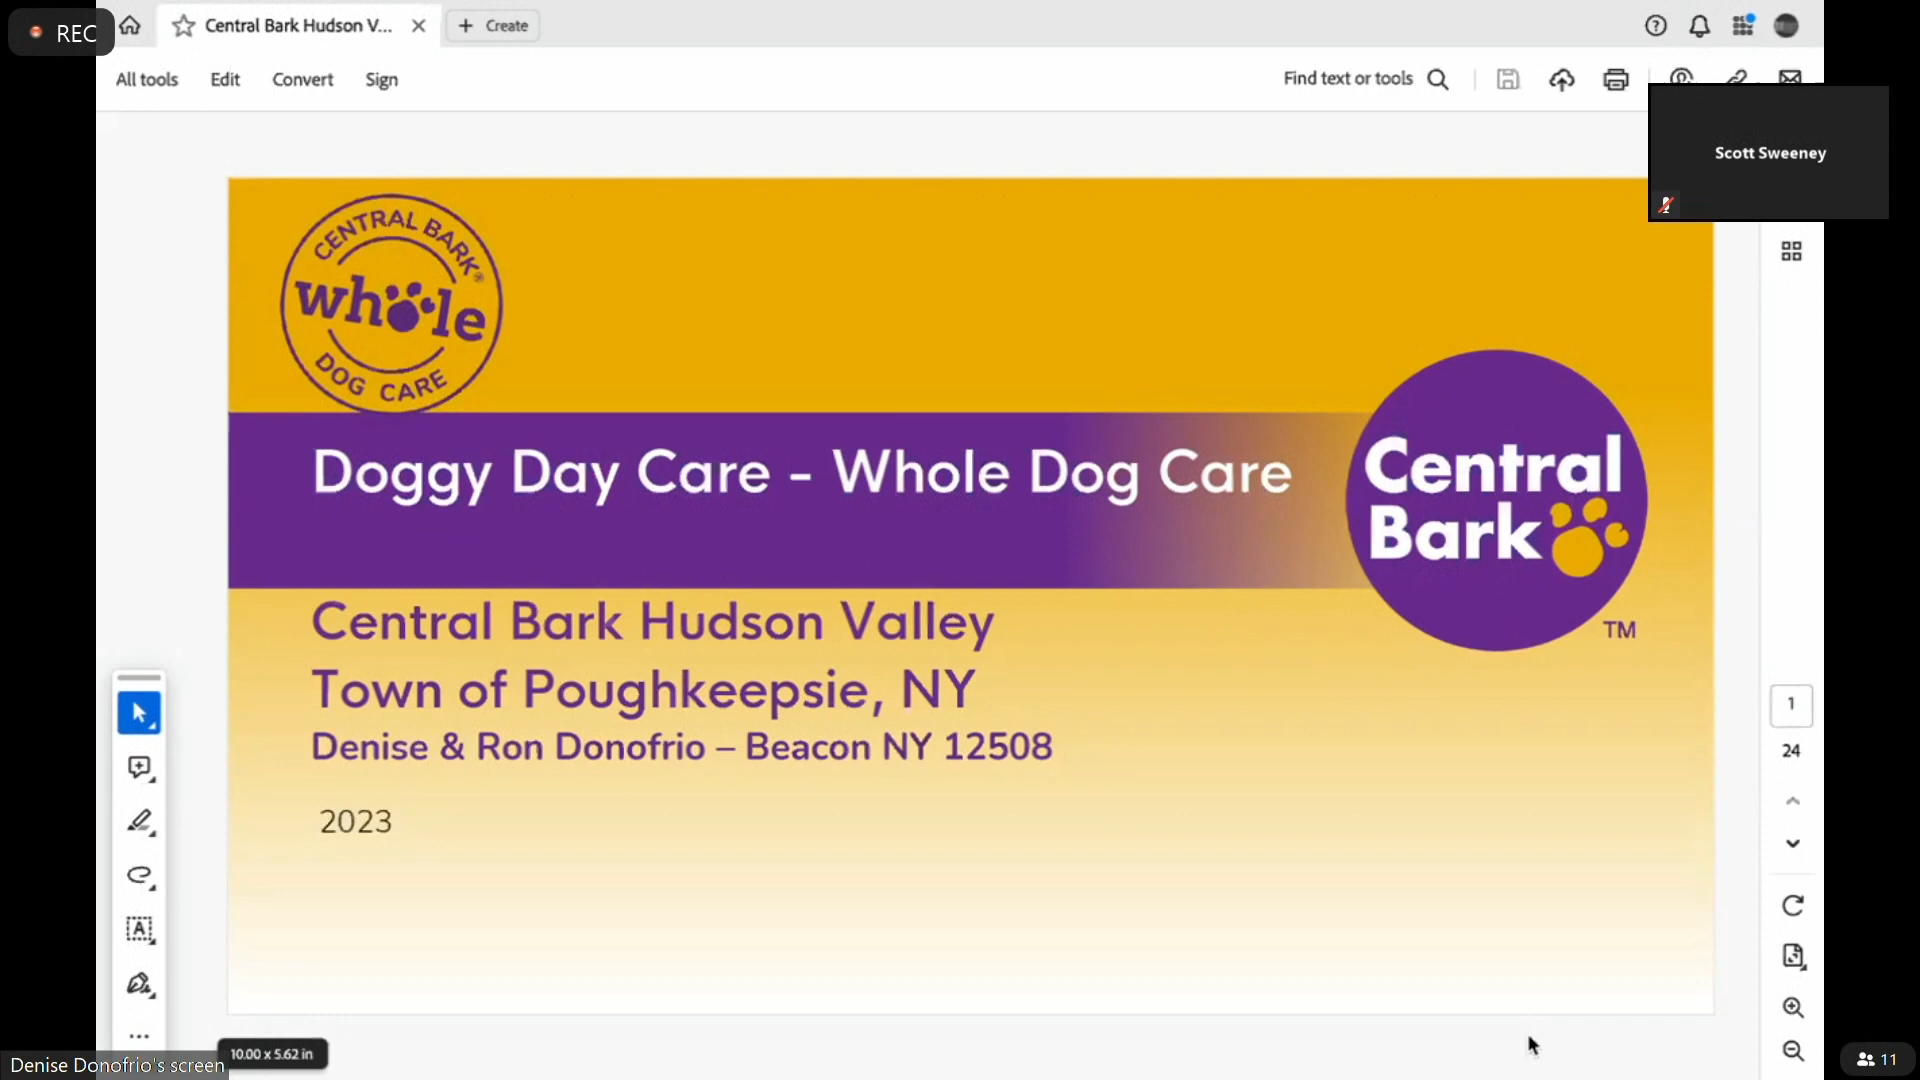 REC
Central Bark Hudson V...
Create
All tools
Edit
Convert
Sign
Find text or tools
Scott Sweeney
CENTRAL BARK®
whole
DOG CARE
Doggy Day Care - Whole Dog Care
Central
Bark
TM
Central Bark Hudson Valley
Town of Poughkeepsie, NY
Denise & Ron Donofrio – Beacon NY 12508
2023
1
24
10.00 x 5.62 in
Denise Donofrio's screen
11